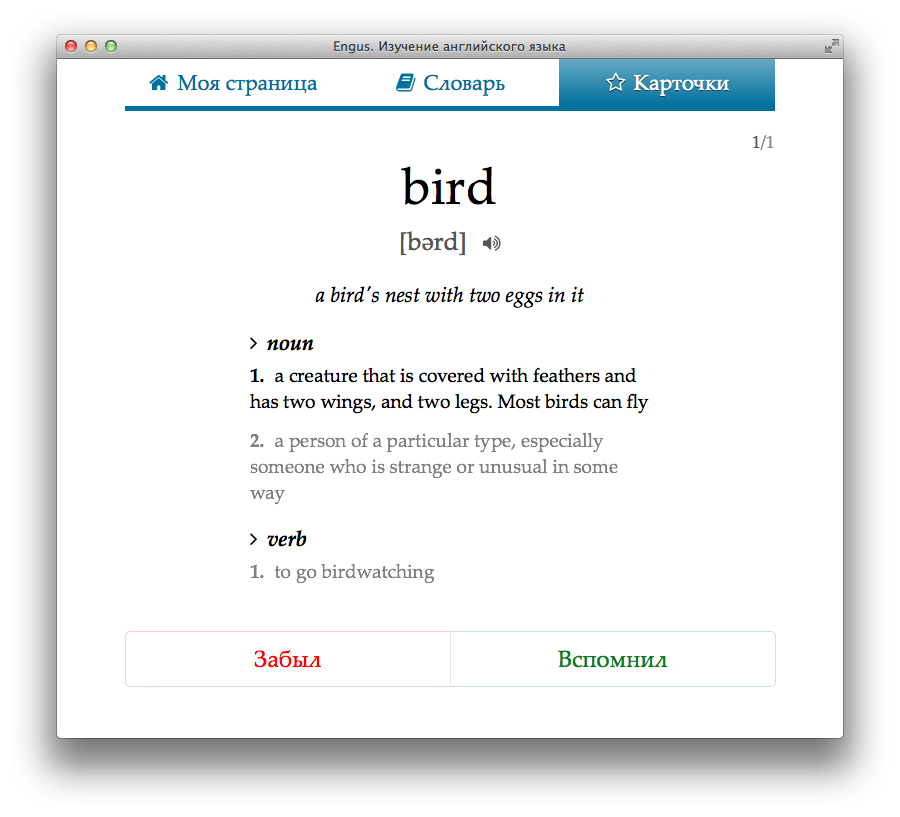 Engus. Изучение английского языка
Моя страница Словарь Карточки
1/1
bird
[bərd]
a bird's nest with two eggs in it
noun
1. a creature that is covered with feathers and
has two wings, and two legs. Most birds can fly
2. a person of a particular type, especially
someone who is strange or unusual in some
way
verb
1. to go birdwatching
Забыл Вспомнил